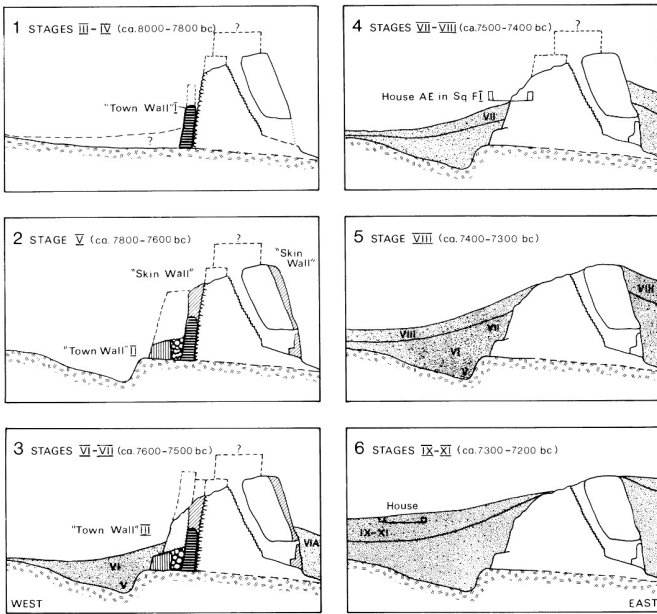 1 STAGES III-IV (ca. 8000-7800 bc)
?
"Town Wall" I
?
2 STAGE V (ca. 7800-7600 bc)
?
"Skin Wall"
"Skin Wall"
"Town Wall" II
3 STAGES VI-VII (ca. 7600-7500 bc)
?
"Town Wall" III
VI
V
VIA
WEST
4 STAGES VII-VIII (ca. 7500-7400 bc)
?
House AE in Sq FI
VII
5 STAGE VIII (ca. 7400-7300 bc)
VIII
VIII
VII
VI
V
6 STAGES IX-XI (ca. 7300-7200 bc)
House
IX-XI
EAST